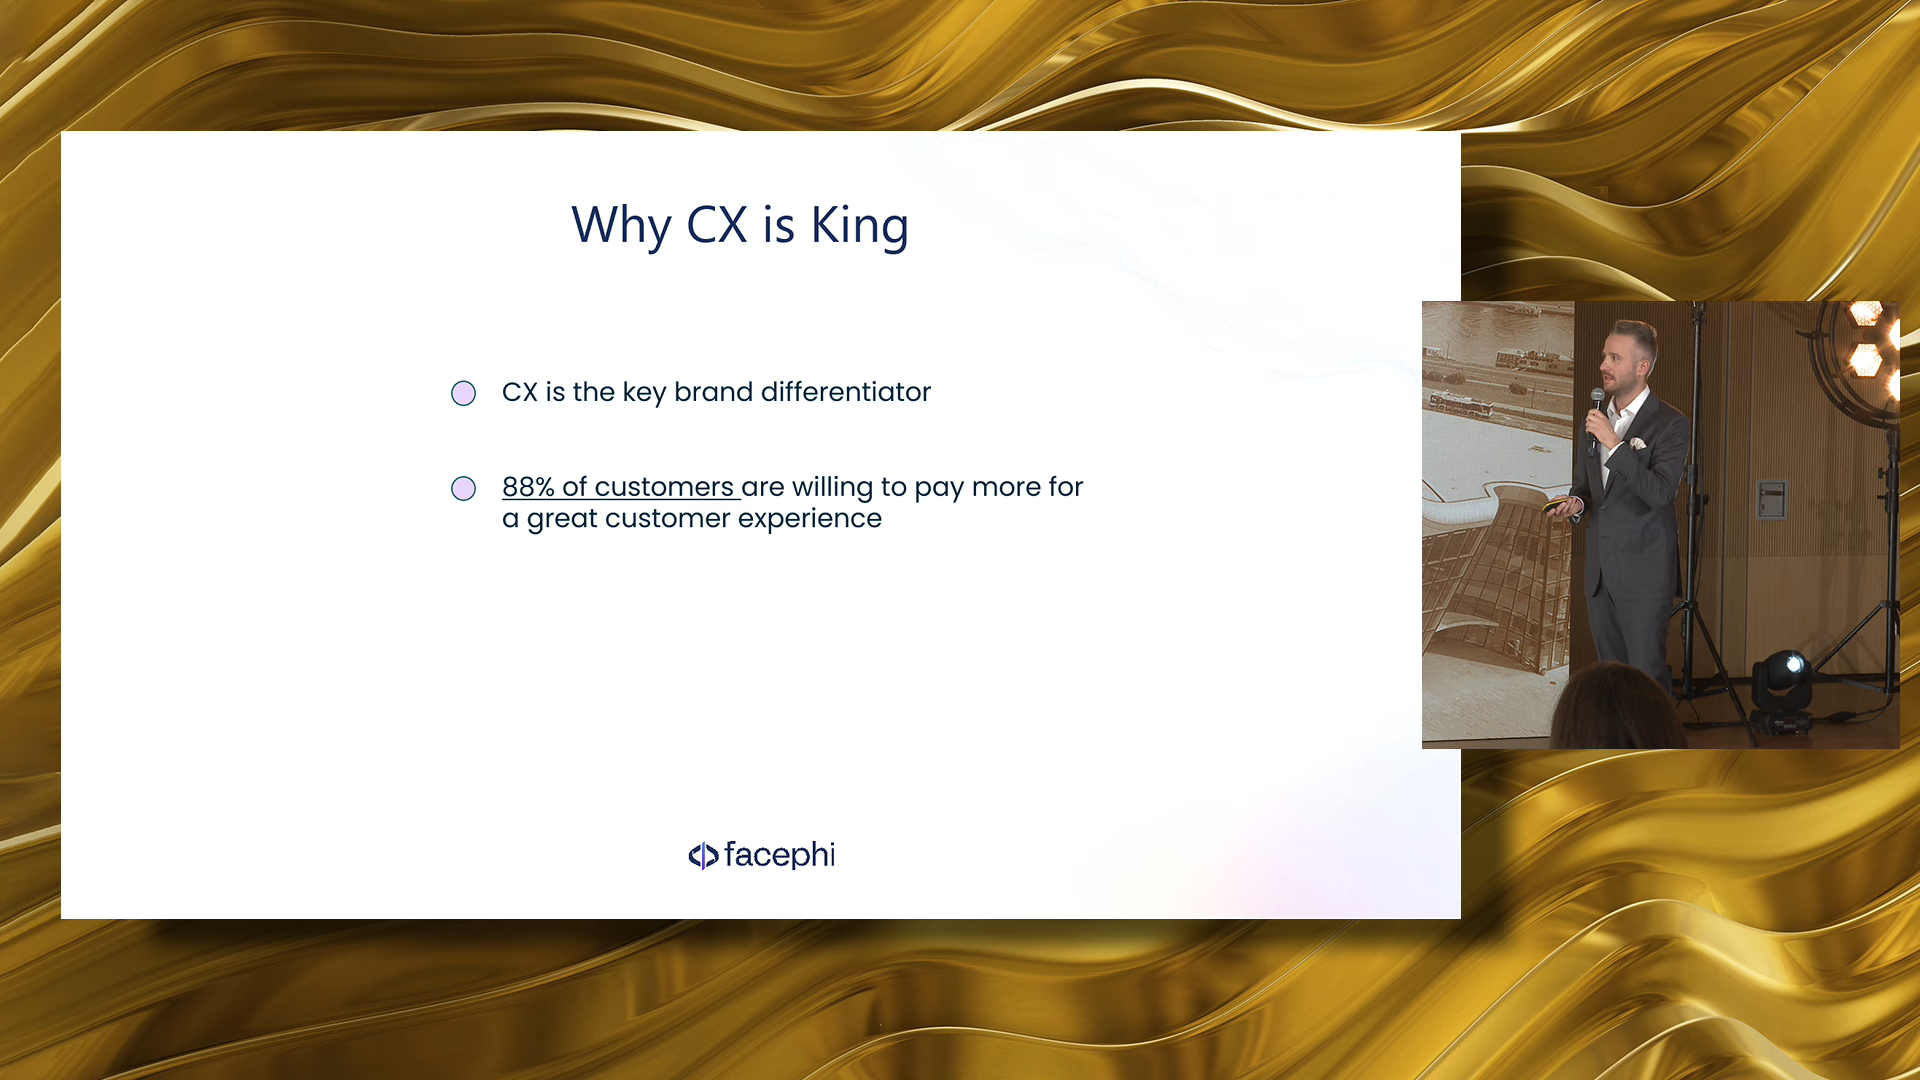 Why CX is King
CX is the key brand differentiator
88% of customers are willing to pay more for
a great customer experience
facephi